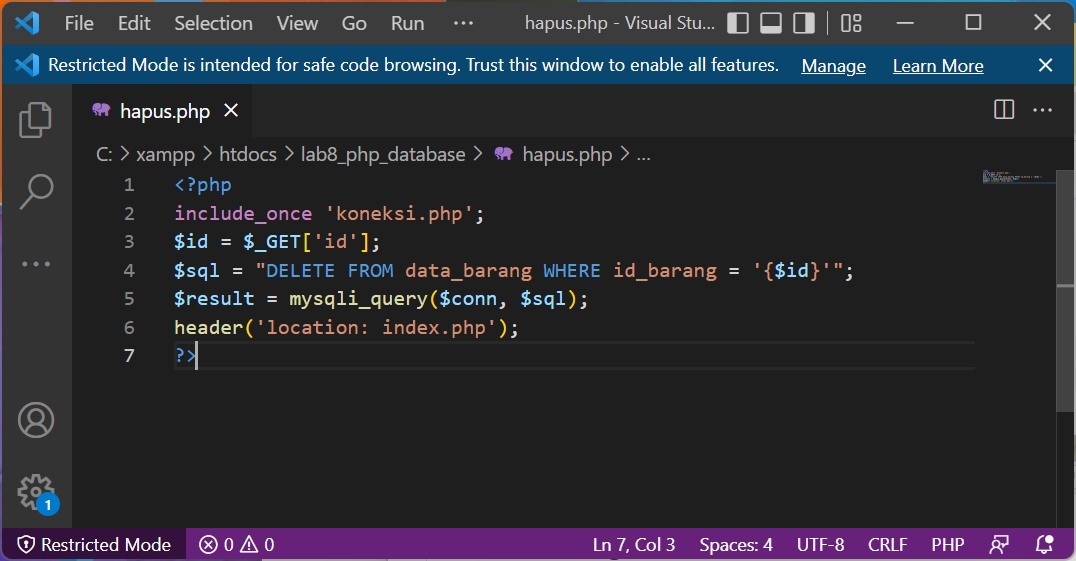 File Edit Selection View Go Run ··· hapus.php - Visual Stu...
Restricted Mode is intended for safe code browsing. Trust this window to enable all features. Manage Learn More
hapus.php
C: > xampp > htdocs > lab8_php_database > hapus.php > ...
1 <?php
2 include_once 'koneksi.php';
3 $id = $_GET['id'];
4 $sql = "DELETE FROM data_barang WHERE id_barang = '{$id}'";
5 $result = mysqli_query($conn, $sql);
6 header('location: index.php');
7 ?>
1
Restricted Mode 0 0 Ln 7, Col 3 Spaces: 4 UTF-8 CRLF PHP